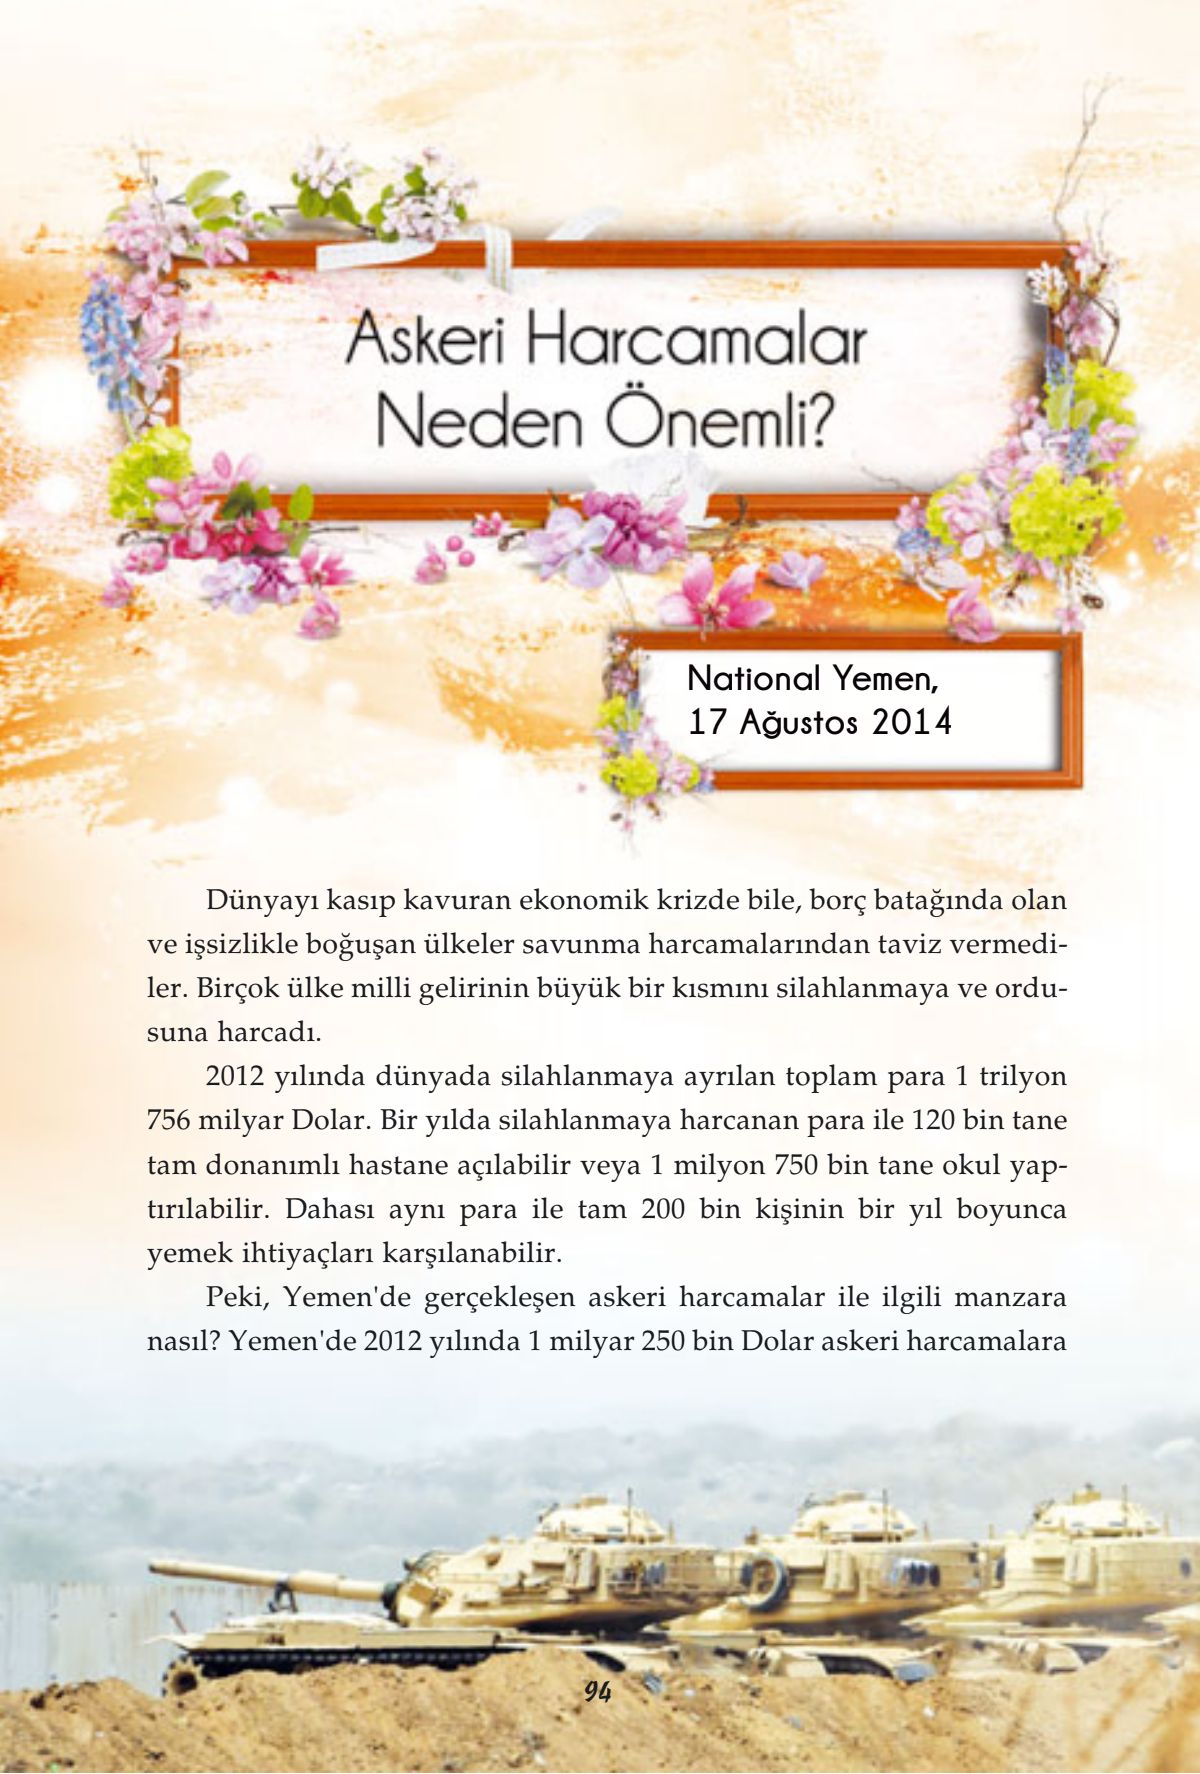 Askeri Harcamalar
Neden Önemli?
National Yemen,
17 Ağustos 2014
Dünyayı kasıp kavuran ekonomik krizde bile, borç batağında olan
ve işsizlikle boğuşan ülkeler savunma harcamalarından taviz vermedi-
ler. Birçok ülke milli gelirinin büyük bir kısmını silahlanmaya ve ordu-
suna harcadı.
2012 yılında dünyada silahlanmaya ayrılan toplam para 1 trilyon
756 milyar Dolar. Bir yılda silahlanmaya harcanan para ile 120 bin tane
tam donanımlı hastane açılabilir veya 1 milyon 750 bin tane okul yap-
tırılabilir. Dahası aynı para ile tam 200 bin kişinin bir yıl boyunca
yemek ihtiyaçları karşılanabilir.
Peki, Yemen'de gerçekleşen askeri harcamalar ile ilgili manzara
nasıl? Yemen'de 2012 yılında 1 milyar 250 bin Dolar askeri harcamalara
94